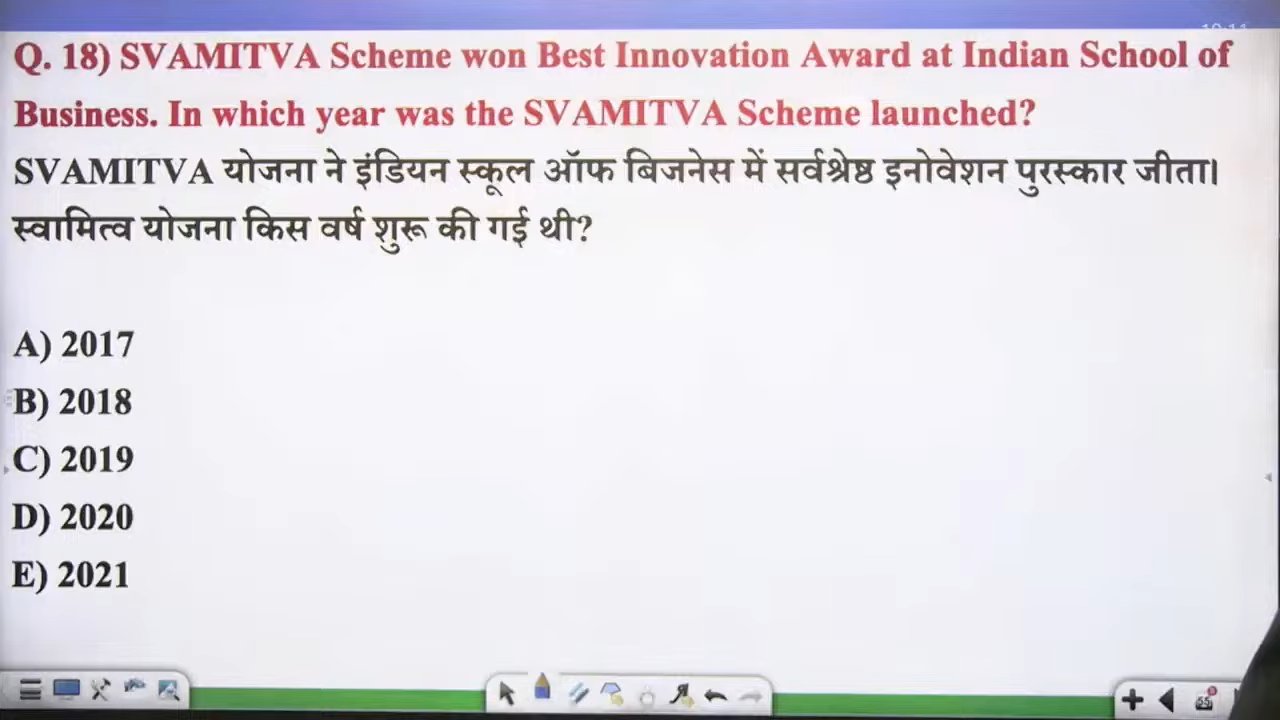 Q. 18) SVAMITVA Scheme won Best Innovation Award at Indian School of
Business. In which year was the SVAMITVA Scheme launched?
SVAMITVA योजना ने इंडियन स्कूल ऑफ बिजनेस में सर्वश्रेष्ठ इनोवेशन पुरस्कार जीता।
स्वामित्व योजना किस वर्ष शुरू की गई थी?
A) 2017
B) 2018
C) 2019
D) 2020
E) 2021